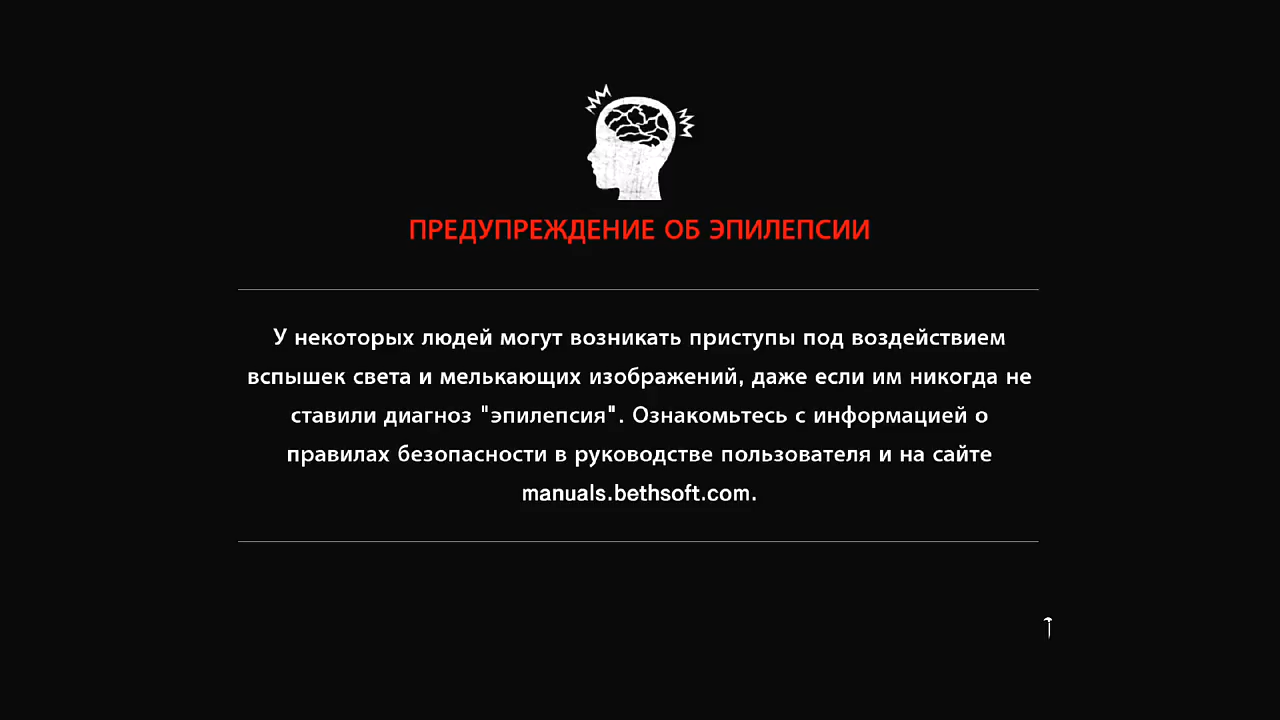 ПРЕДУПРЕЖДЕНИЕ ОБ ЭПИЛЕПСИИ
У некоторых людей могут возникать приступы под воздействием
вспышек света и мелькающих изображений, даже если им никогда не
ставили диагноз "эпилепсия". Ознакомьтесь с информацией о
правилах безопасности в руководстве пользователя и на сайте
manuals.bethsoft.com.